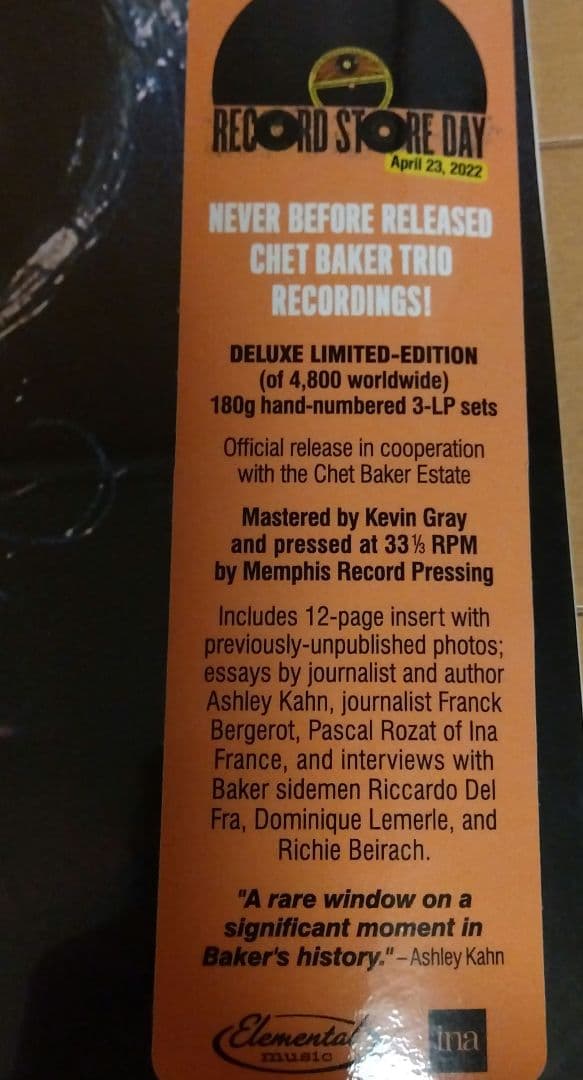 RECORD STORE DAY
April 23, 2022
NEVER BEFORE RELEASED
CHET BAKER TRIO
RECORDINGS!
DELUXE LIMITED-EDITION
(of 4,800 worldwide)
180g hand-numbered 3-LP sets
Official release in cooperation
with the Chet Baker Estate
Mastered by Kevin Gray
and pressed at 33⅓ RPM
by Memphis Record Pressing
Includes 12-page insert with
previously-unpublished photos;
essays by journalist and author
Ashley Kahn, journalist Franck
Bergerot, Pascal Rozat of Ina
France, and interviews with
Baker sidemen Riccardo Del
Fra, Dominique Lemerle, and
Richie Beirach.
"A rare window on a
significant moment in
Baker's history." – Ashley Kahn
Elemental
music
ina